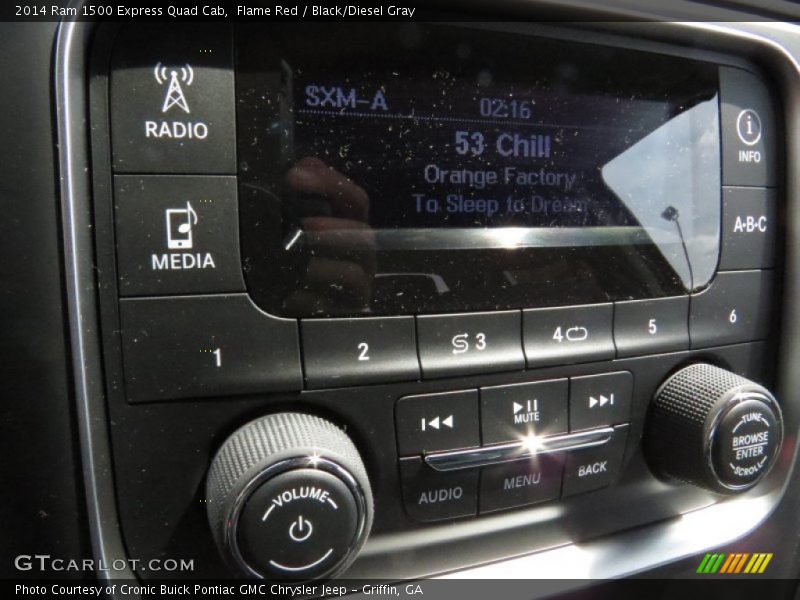 2014 Ram 1500 Express Quad Cab,  Flame Red / Black/Diesel Gray
SXM-A 02:16
53 Chill
Orange Factory
To Sleep to Dream
RADIO
MEDIA
i
INFO
A·B·C
1 2 3 4 5 6
MUTE
AUDIO MENU BACK
VOLUME
TUNE
BROWSE
ENTER
SCROLL
GTCARLOT.COM
Photo Courtesy of Cronic Buick Pontiac GMC Chrysler Jeep - Griffin, GA